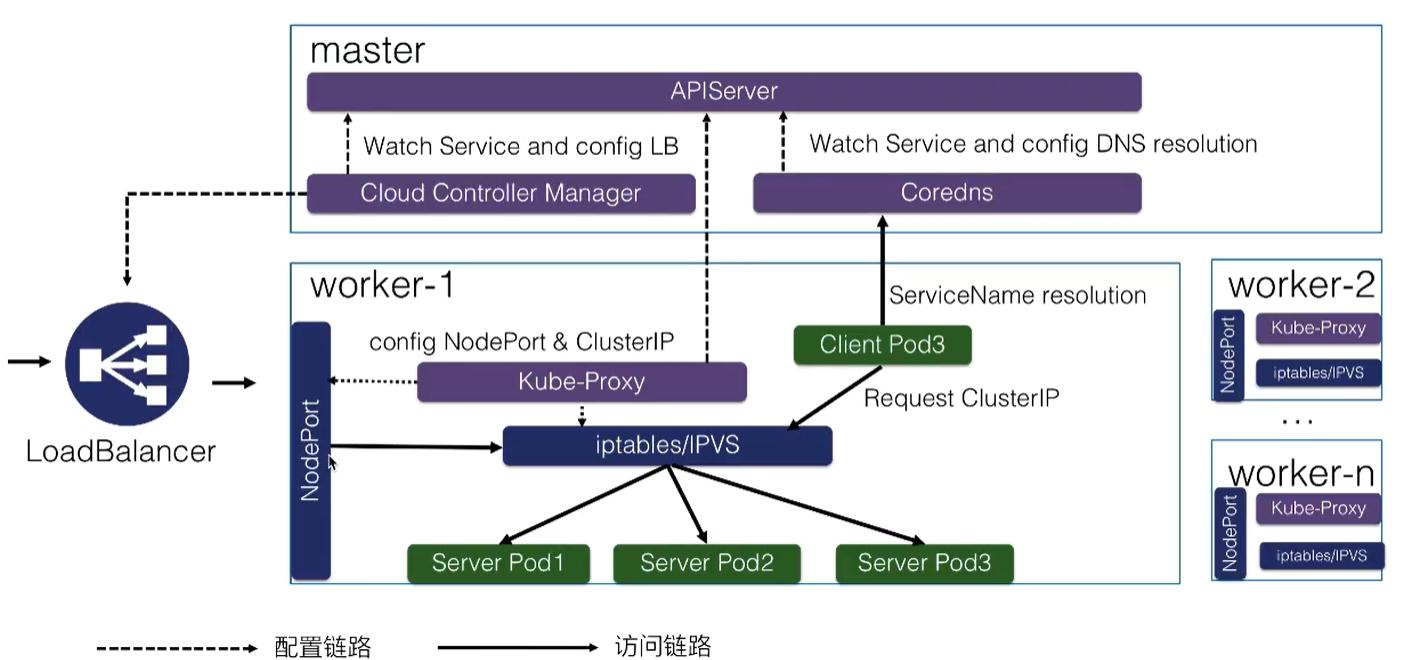 master
APIServer
Watch Service and config LB
Watch Service and config DNS resolution
Cloud Controller Manager
Coredns
LoadBalancer
worker-1
ServiceName resolution
config NodePort & ClusterIP
Client Pod3
Kube-Proxy
Request ClusterIP
NodePort
iptables/IPVS
Server Pod1
Server Pod2
Server Pod3
worker-2
NodePort
Kube-Proxy
iptables/IPVS
...
worker-n
NodePort
Kube-Proxy
iptables/IPVS
配置链路
访问链路